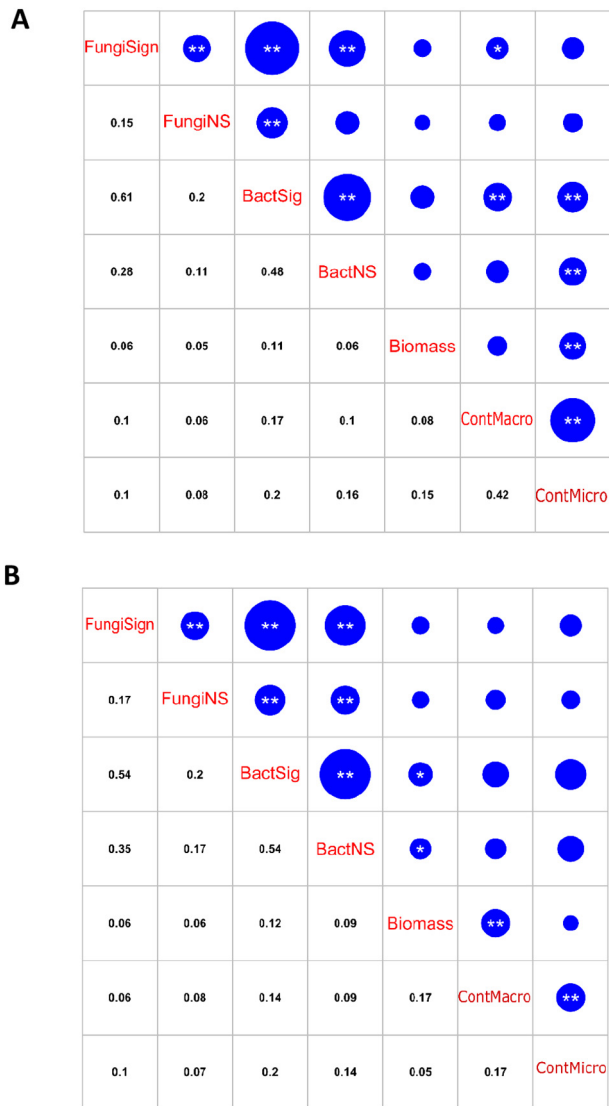 A
FungiSign ** ** ** *
0.15 FungiNS **
0.61 0.2 BactSig ** ** **
0.28 0.11 0.48 BactNS **
0.06 0.05 0.11 0.06 Biomass **
0.1 0.06 0.17 0.1 0.08 ContMacro **
0.1 0.08 0.2 0.16 0.15 0.42 ContMicro
B
FungiSign ** ** **
0.17 FungiNS ** **
0.54 0.2 BactSig ** *
0.35 0.17 0.54 BactNS *
0.06 0.06 0.12 0.09 Biomass **
0.06 0.08 0.14 0.09 0.17 ContMacro **
0.1 0.07 0.2 0.14 0.05 0.17 ContMicro